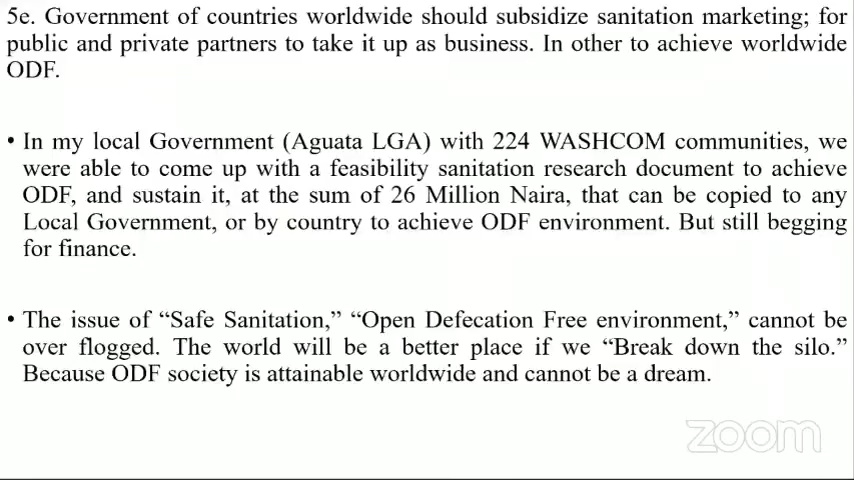 5e. Government of countries worldwide should subsidize sanitation marketing; for
public and private partners to take it up as business. In other to achieve worldwide
ODF.
• In my local Government (Aguata LGA) with 224 WASHCOM communities, we
were able to come up with a feasibility sanitation research document to achieve
ODF, and sustain it, at the sum of 26 Million Naira, that can be copied to any
Local Government, or by country to achieve ODF environment. But still begging
for finance.
• The issue of “Safe Sanitation,” “Open Defecation Free environment,” cannot be
over flogged. The world will be a better place if we “Break down the silo.”
Because ODF society is attainable worldwide and cannot be a dream.
zoom